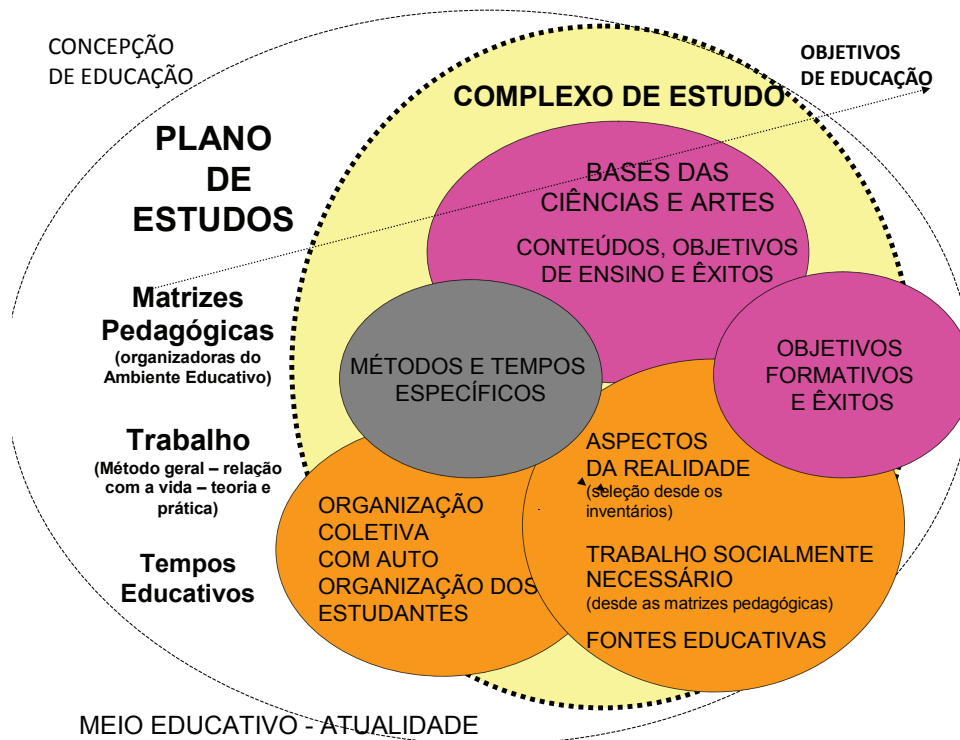 CONCEPÇÃO
DE EDUCAÇÃO
OBJETIVOS
DE EDUCAÇÃO
PLANO
DE
ESTUDOS
COMPLEXO DE ESTUDO
BASES DAS
CIÊNCIAS E ARTES
CONTEÚDOS, OBJETIVOS
DE ENSINO E ÊXITOS
Matrizes
Pedagógicas
(organizadoras do
Ambiente Educativo)
MÉTODOS E TEMPOS
ESPECÍFICOS
OBJETIVOS
FORMATIVOS
E ÊXITOS
Trabalho
(Método geral – relação
com a vida – teoria e
prática)
Tempos
Educativos
ORGANIZAÇÃO
COLETIVA
COM AUTO
ORGANIZAÇÃO DOS
ESTUDANTES
ASPECTOS
DA REALIDADE
(seleção desde os
inventários)
TRABALHO SOCIALMENTE
NECESSÁRIO
(desde as matrizes pedagógicas)
FONTES EDUCATIVAS
MEIO EDUCATIVO - ATUALIDADE